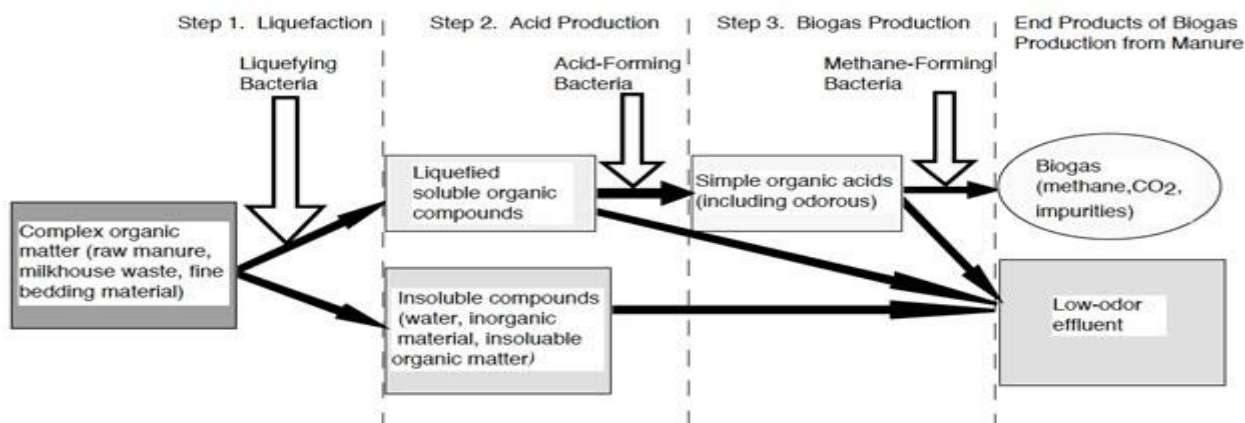 Step 1. Liquefaction
Step 2. Acid Production
Step 3. Biogas Production
End Products of Biogas
Production from Manure
Liquefying
Bacteria
Acid-Forming
Bacteria
Methane-Forming
Bacteria
Complex organic
matter (raw manure,
milkhouse waste, fine
bedding material)
Liquefied
soluble organic
compounds
Insoluble compounds
(water, inorganic
material, insoluable
organic matter)
Simple organic acids
(including odorous)
Biogas
(methane,CO2,
impurities)
Low-odor
effluent